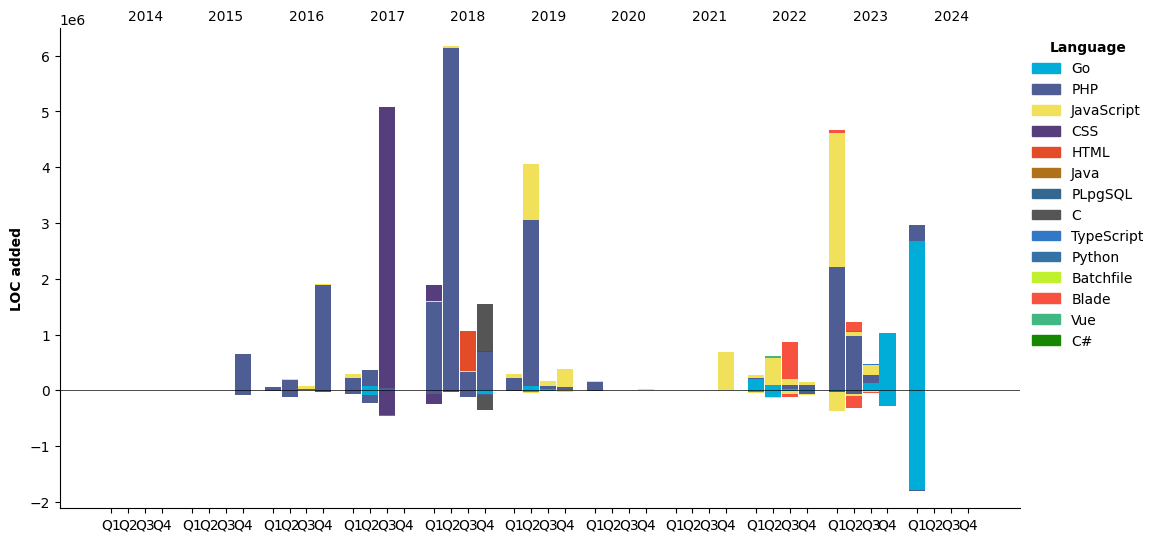 1e6
2014 2015 2016 2017 2018 2019 2020 2021 2022 2023 2024
LOC added
6
5
4
3
2
1
0
−1
−2
Q1Q2Q3Q4 Q1Q2Q3Q4 Q1Q2Q3Q4 Q1Q2Q3Q4 Q1Q2Q3Q4 Q1Q2Q3Q4 Q1Q2Q3Q4 Q1Q2Q3Q4 Q1Q2Q3Q4 Q1Q2Q3Q4 Q1Q2Q3Q4
Language
Go
PHP
JavaScript
CSS
HTML
Java
PLpgSQL
C
TypeScript
Python
Batchfile
Blade
Vue
C#